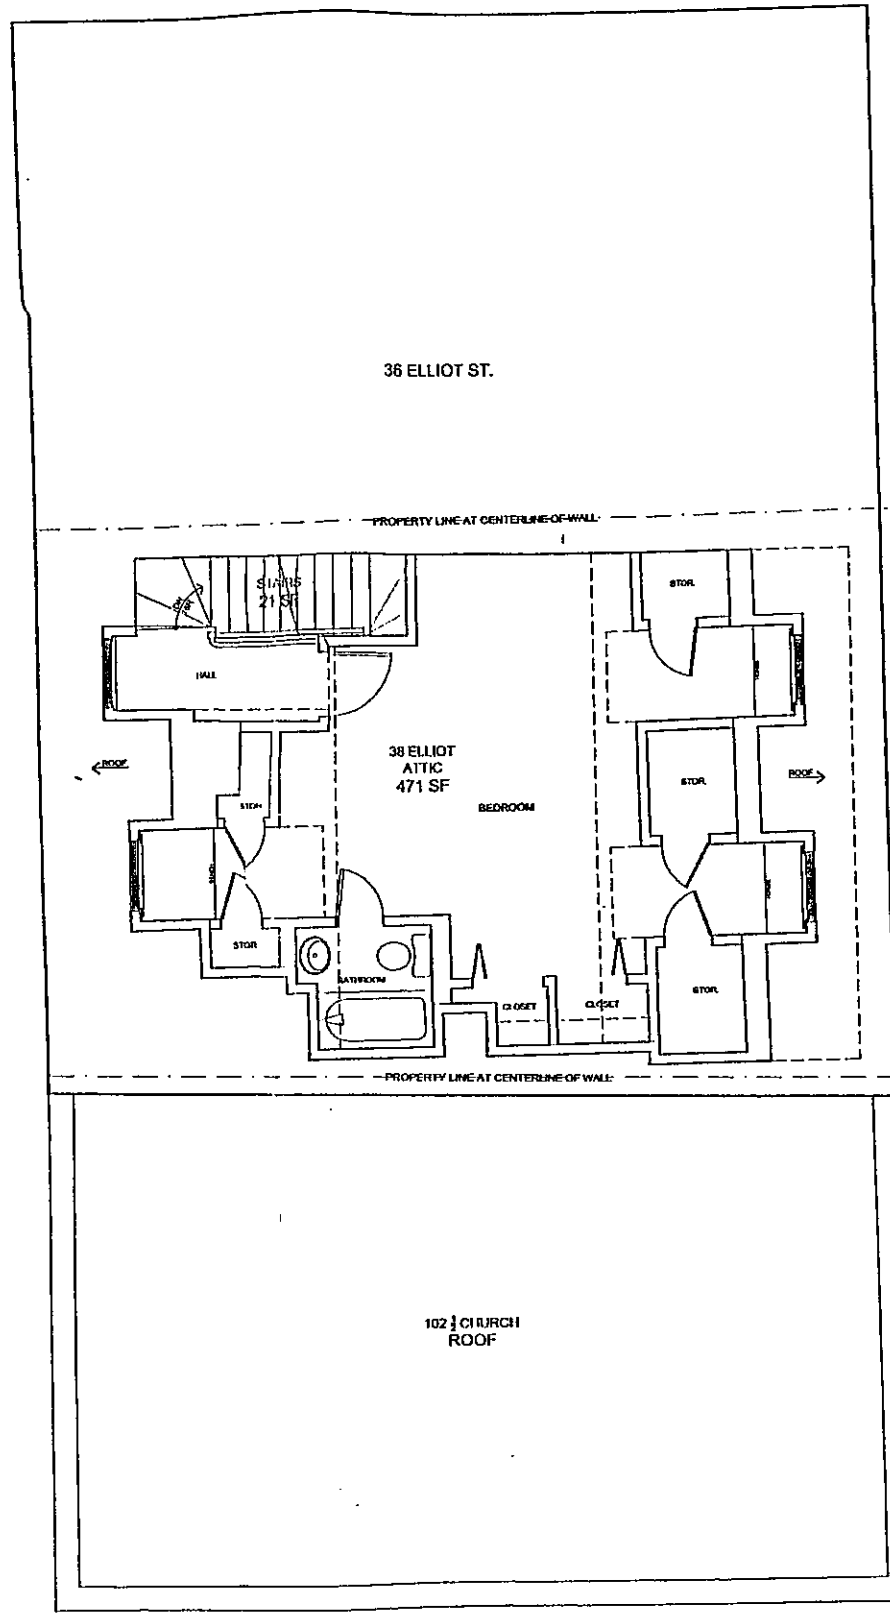 36 ELLIOT ST.
PROPERTY LINE AT CENTERLINE OF WALL
STAIRS
21 SF
STOR.
HALL
38 ELLIOT
ATTIC
471 SF
ROOF
STOR.
ROOF
STOR.
BEDROOM
STOR.
BATHROOM
CLOSET
CLOSET
STOR.
PROPERTY LINE AT CENTERLINE OF WALL
102 ½ CHURCH
ROOF